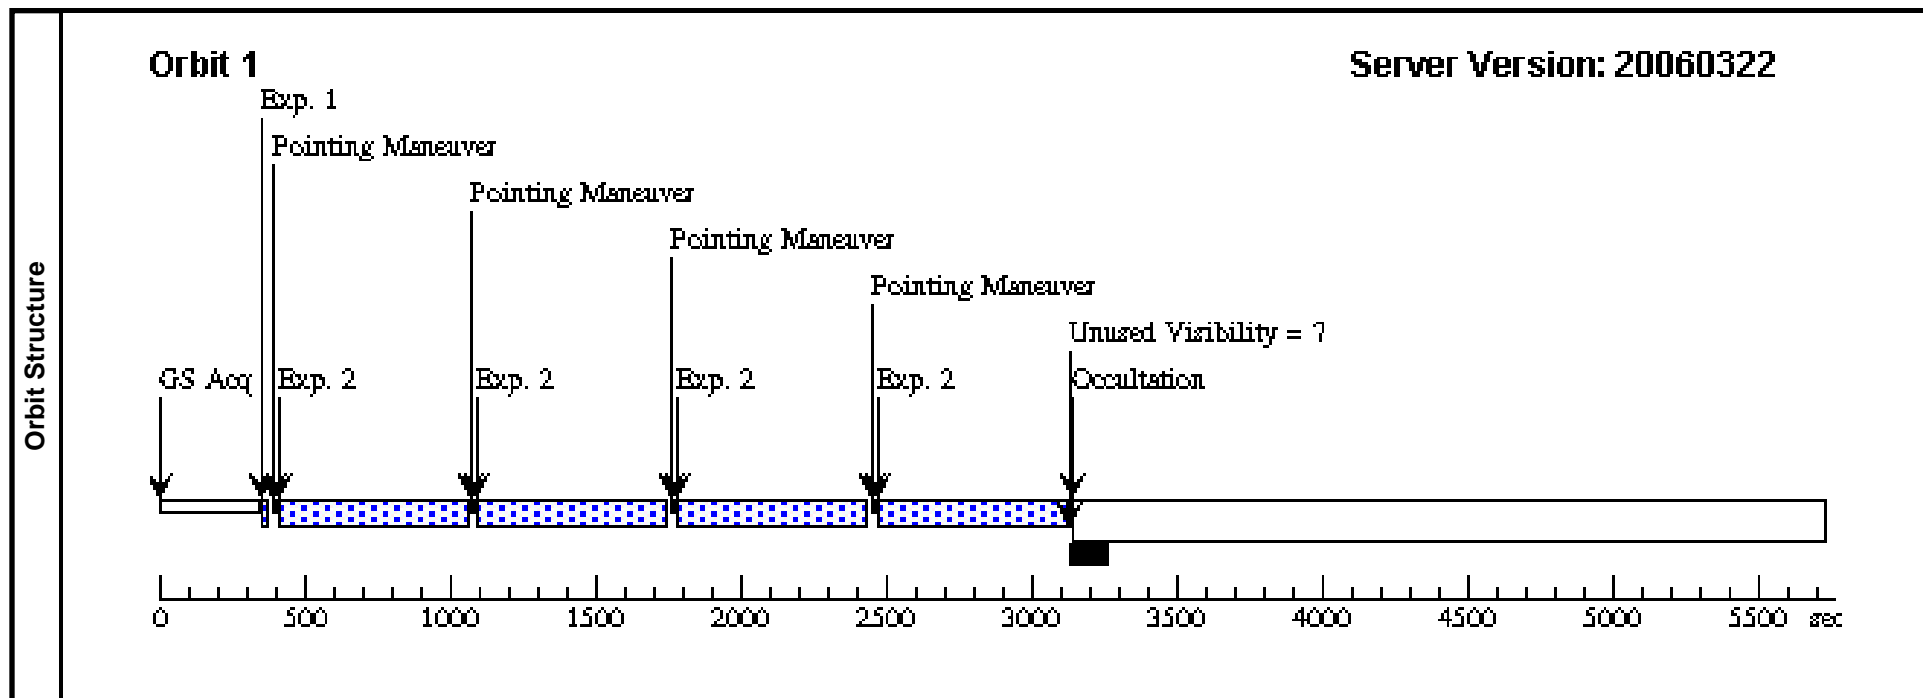 Orbit Structure
Orbit 1
Server Version: 20060322
Exp. 1
Pointing Maneuver
Pointing Maneuver
Pointing Maneuver
Pointing Maneuver
Unused Visibility = 7
GS Acq
Exp. 2
Exp. 2
Exp. 2
Exp. 2
Occultation
0 500 1000 1500 2000 2500 3000 3500 4000 4500 5000 5500 sec